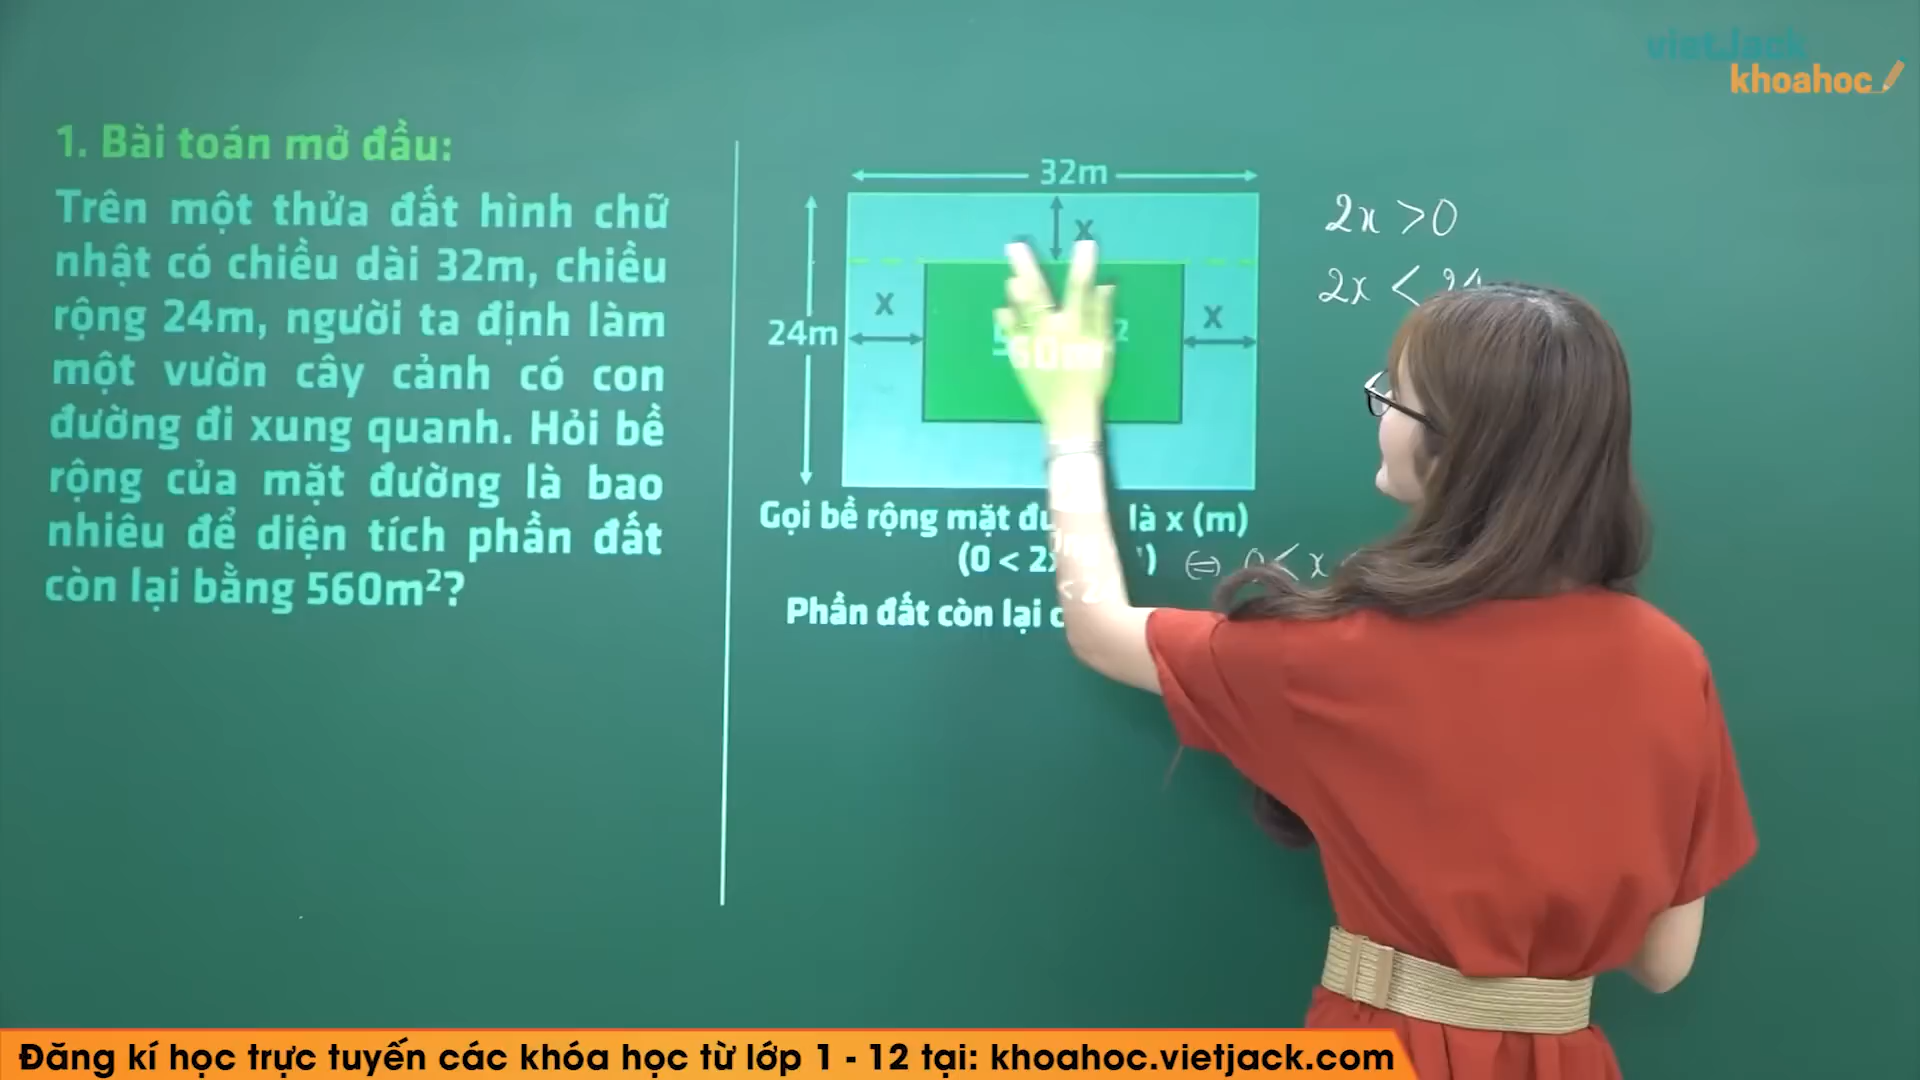 vietJack
khoahoc
1. Bài toán mở đầu:
Trên một thửa đất hình chữ
nhật có chiều dài 32m, chiều
rộng 24m, người ta định làm
một vườn cây cảnh có con
đường đi xung quanh. Hỏi bề
rộng của mặt đường là bao
nhiêu để diện tích phần đất
còn lại bằng 560m²?
32m
x
x
x
24m
Gọi bề rộng mặt là x (m)
(0 <
Phần đất còn lại
2x > 0
2x <
⇔ 0 < x
Đăng kí học trực tuyến các khóa học từ lớp 1 - 12 tại: khoahoc.vietjack.com